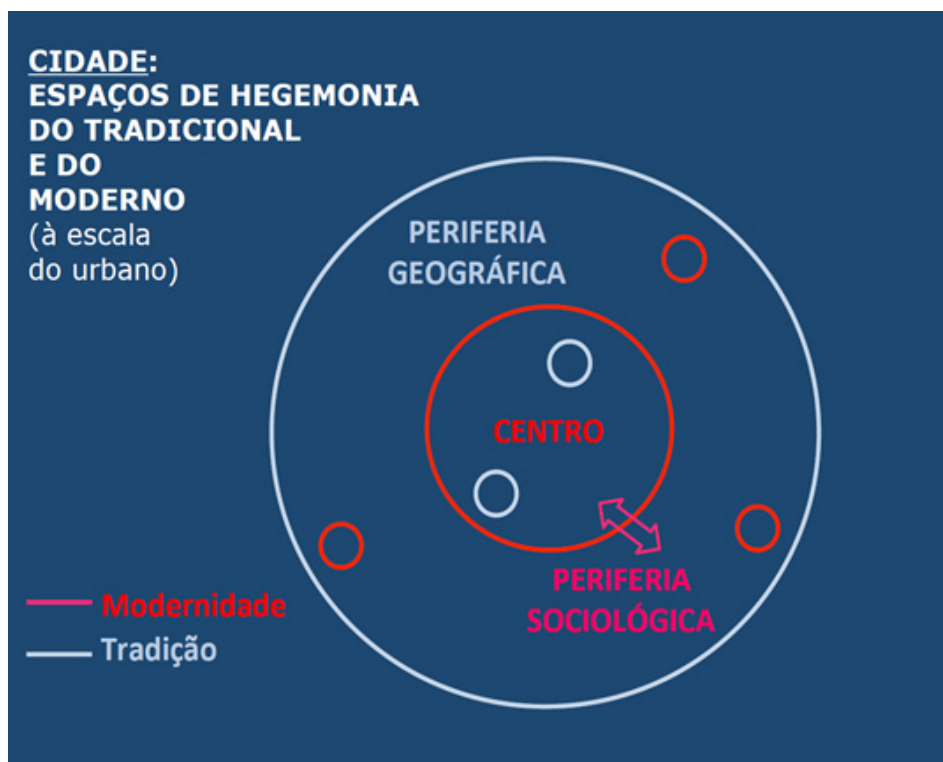 CIDADE:
ESPAÇOS DE HEGEMONIA
DO TRADICIONAL
E DO
MODERNO
(à escala
do urbano)
PERIFERIA
GEOGRÁFICA
CENTRO
PERIFERIA
SOCIOLÓGICA
Modernidade
Tradição